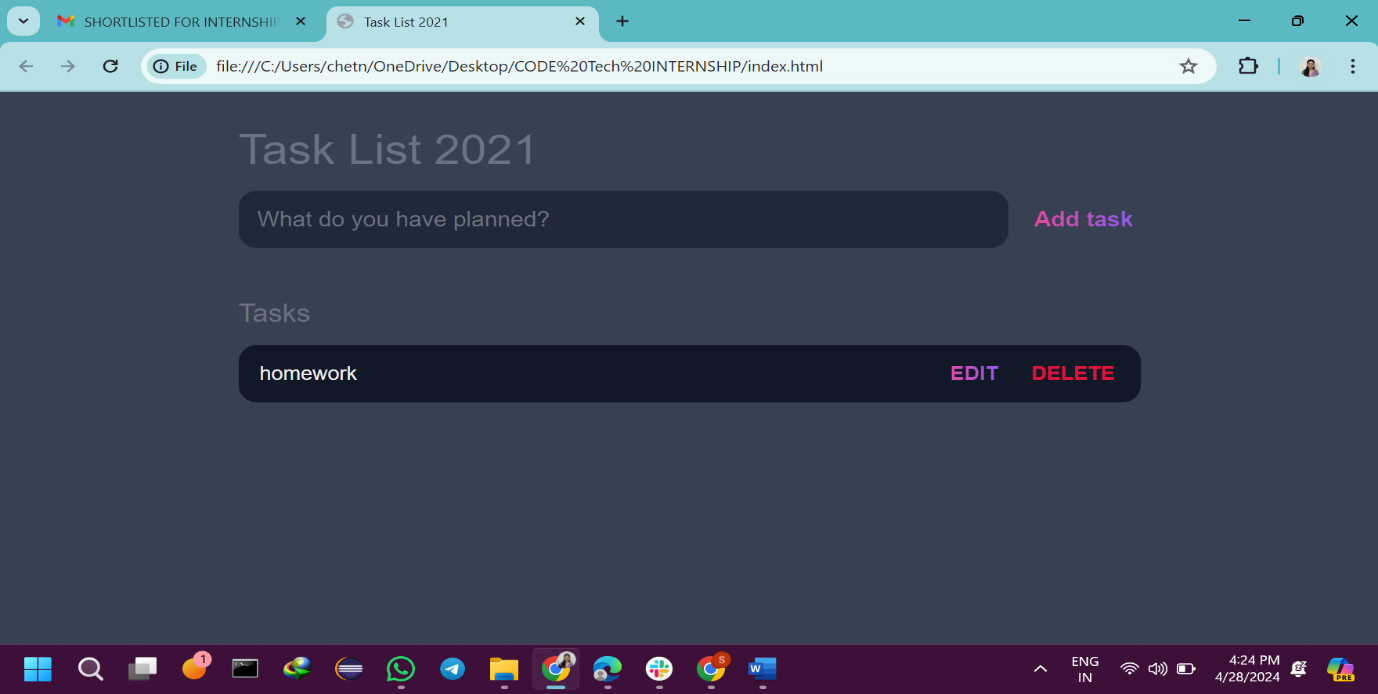 SHORTLISTED FOR INTERNSHIP
Task List 2021
File
file:///C:/Users/chetn/OneDrive/Desktop/CODE%20Tech%20INTERNSHIP/index.html
Task List 2021
What do you have planned?
Add task
Tasks
homework
EDIT
DELETE
1
S
W
ENG
IN
4:24 PM
4/28/2024
PRE